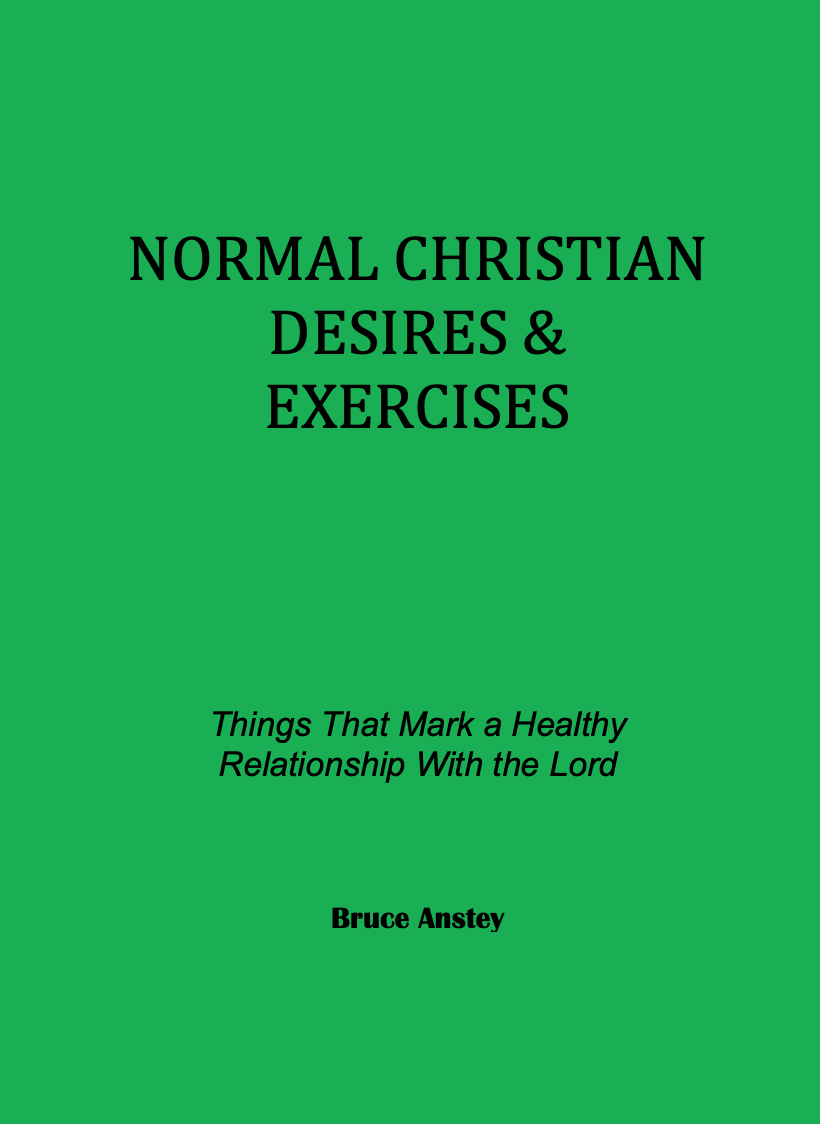 NORMAL CHRISTIAN
DESIRES &
EXERCISES
Things That Mark a Healthy
Relationship With the Lord
Bruce Anstey